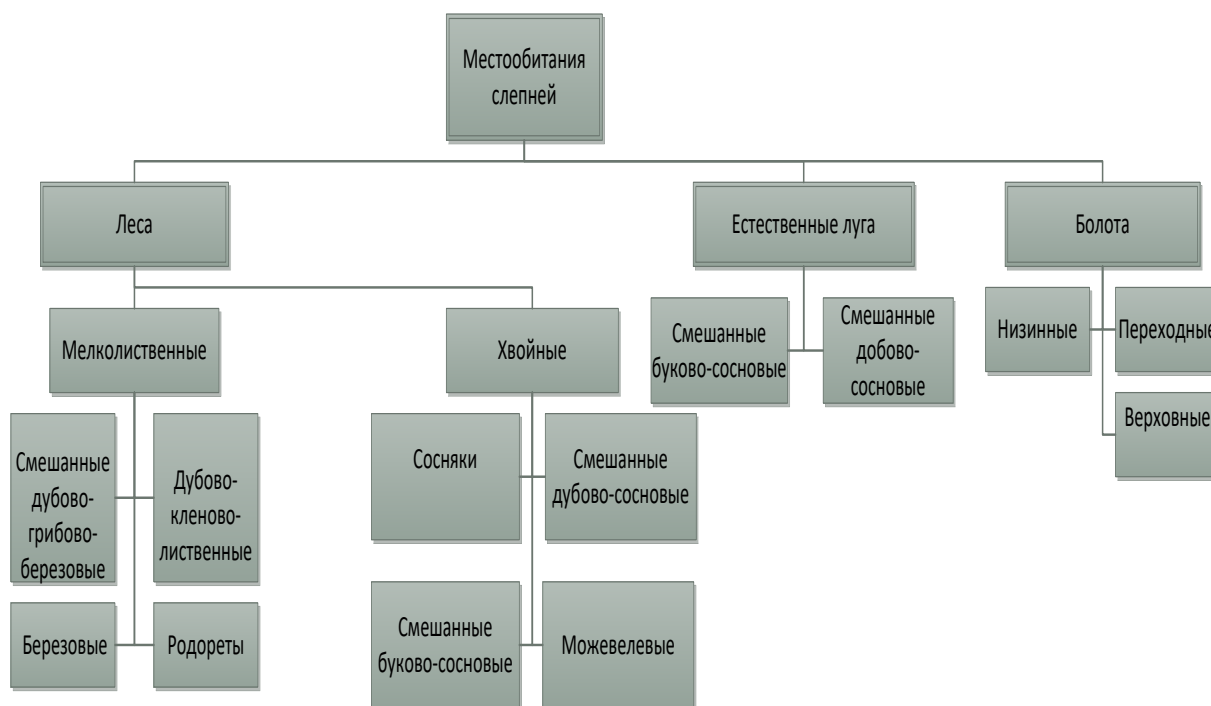 Местообитания
слепней
Леса
Естественные луга
Болота
Мелколиственные
Хвойные
Смешанные
буково-сосновые
Смешанные
добово-
сосновые
Низинные
Переходные
Верховные
Смешанные
дубово-
грибово-
березовые
Дубово-
кленово-
лиственные
Сосняки
Смешанные
дубово-сосновые
Березовые
Родореты
Смешанные
буково-сосновые
Можевелевые